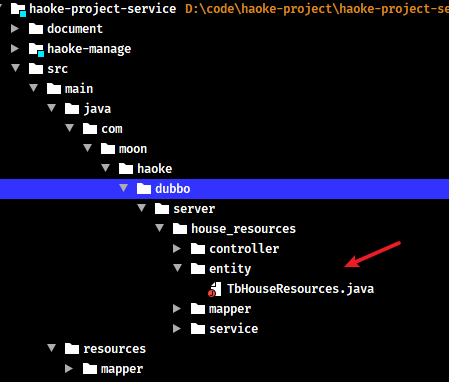 haoke-project-service D:\code\haoke-project\haoke-project-se
document
haoke-manage
src
main
java
com
moon
haoke
dubbo
server
house_resources
controller
entity
TbHouseResources.java
mapper
service
resources
mapper